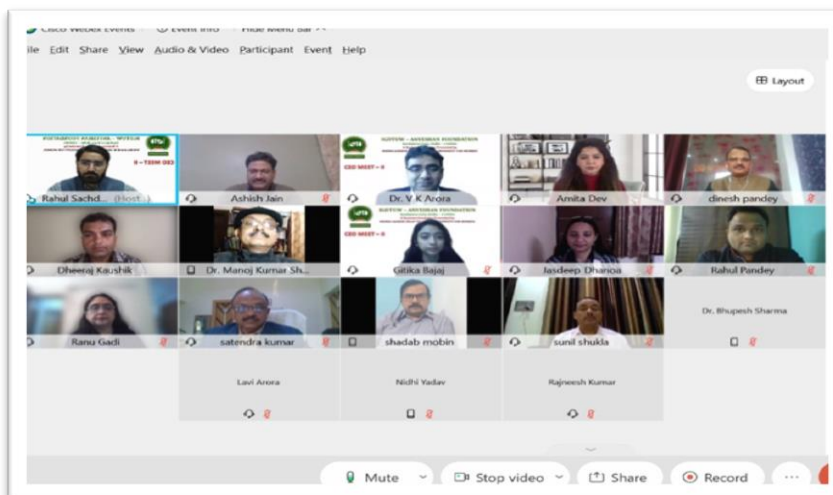 Cisco Webex Events Event Info Hide Menu Bar
ile Edit Share View Audio & Video Participant Event Help
Layout
II - TERM
CEO MEET - II
Rahul Sachd... (Host..)
Ashish Jain
Dr. V K Arora
Amita Dev
dinesh pandey
CEO MEET - II
Dheeraj Kaushik
Dr. Manoj Kumar Sh...
Gitika Bajaj
Jasdeep Dhanoa
Rahul Pandey
Ranu Gadi
satendra kumar
shadab mobin
sunil shukla
Dr. Bhupesh Sharma
Lavi Arora
Nidhi Yadav
Rajneesh Kumar
Mute Stop video Share Record